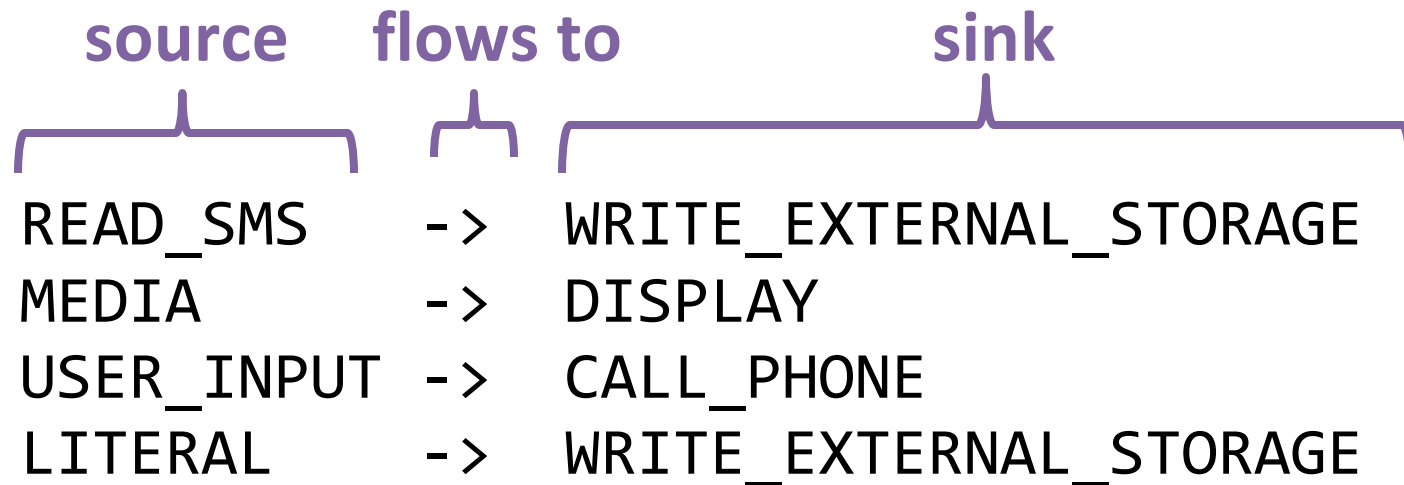 source flows to sink
READ_SMS -> WRITE_EXTERNAL_STORAGE
MEDIA -> DISPLAY
USER_INPUT -> CALL_PHONE
LITERAL -> WRITE_EXTERNAL_STORAGE